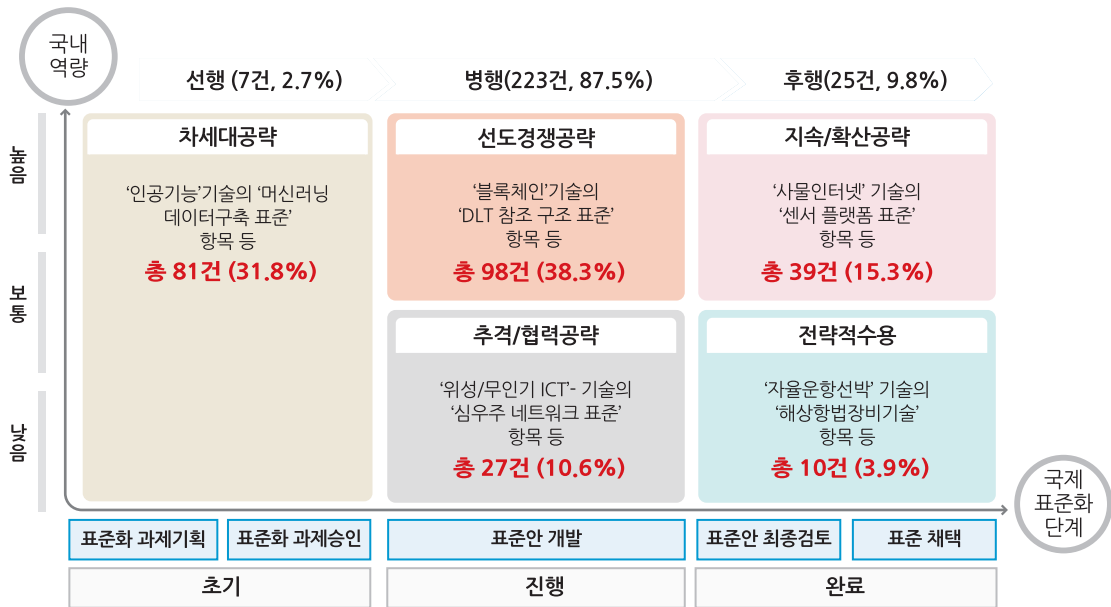 국내
역량
선행 (7건, 2.7%)
병행(223건, 87.5%)
후행(25건, 9.8%)
높음
보통
낮음
차세대공략
‘인공기능’기술의 ‘머신러닝
데이터구축 표준’
항목 등
총 81건 (31.8%)
선도경쟁공략
‘블록체인’기술의
‘DLT 참조 구조 표준’
항목 등
총 98건 (38.3%)
지속/확산공략
‘사물인터넷’ 기술의
‘센서 플랫폼 표준’
항목 등
총 39건 (15.3%)
추격/협력공략
‘위성/무인기 ICT’- 기술의
‘심우주 네트워크 표준’
항목 등
총 27건 (10.6%)
전략적수용
‘자율운항선박’ 기술의
‘해상항법장비기술’
항목 등
총 10건 (3.9%)
국제
표준화
단계
표준화 과제기획
표준화 과제승인
표준안 개발
표준안 최종검토
표준 채택
초기
진행
완료